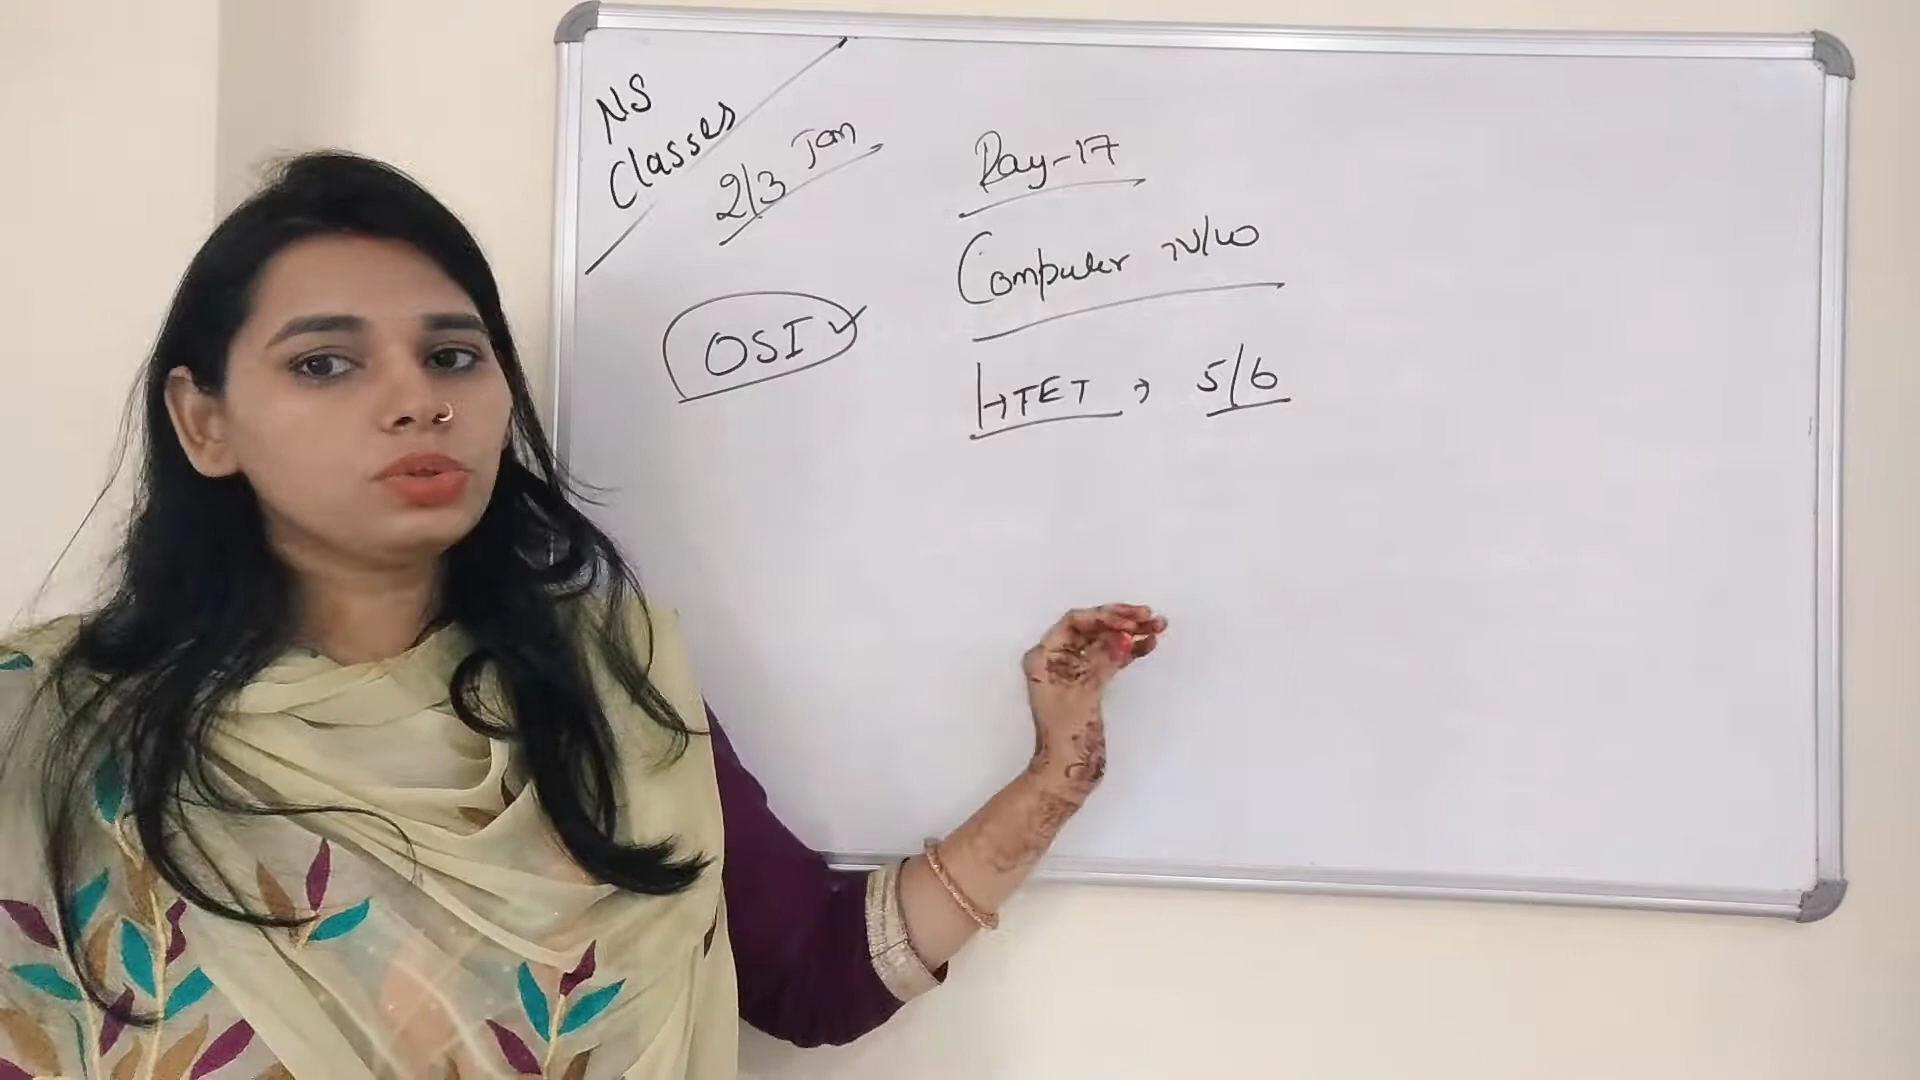 NS
Classes
2/3 Jan
OSI ✓
Day-17
Computer N/W
HTET, 5/6